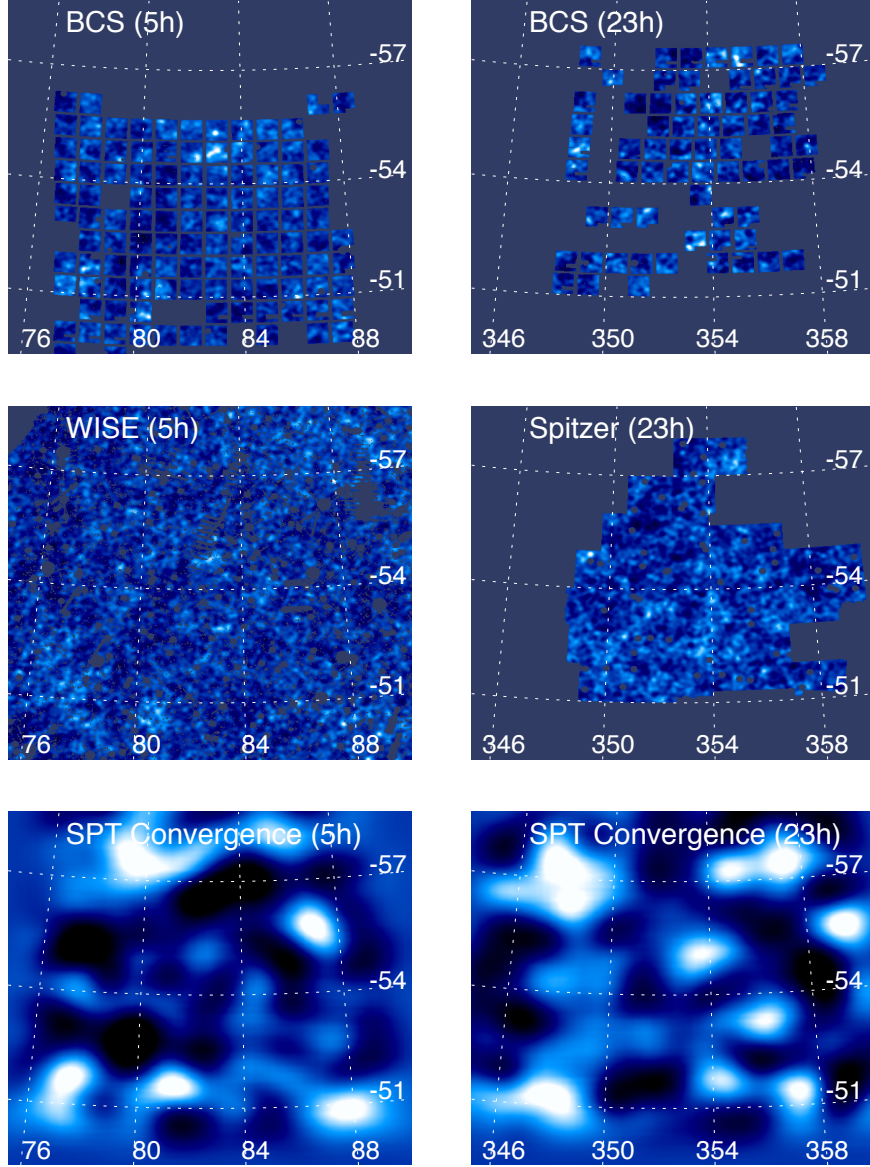 BCS (5h)
-57
-54
-51
76 80 84 88
BCS (23h)
-57
-54
-51
346 350 354 358
WISE (5h)
-57
-54
-51
76 80 84 88
Spitzer (23h)
-57
-54
-51
346 350 354 358
SPT Convergence (5h)
-57
-54
-51
76 80 84 88
SPT Convergence (23h)
-57
-54
-51
346 350 354 358